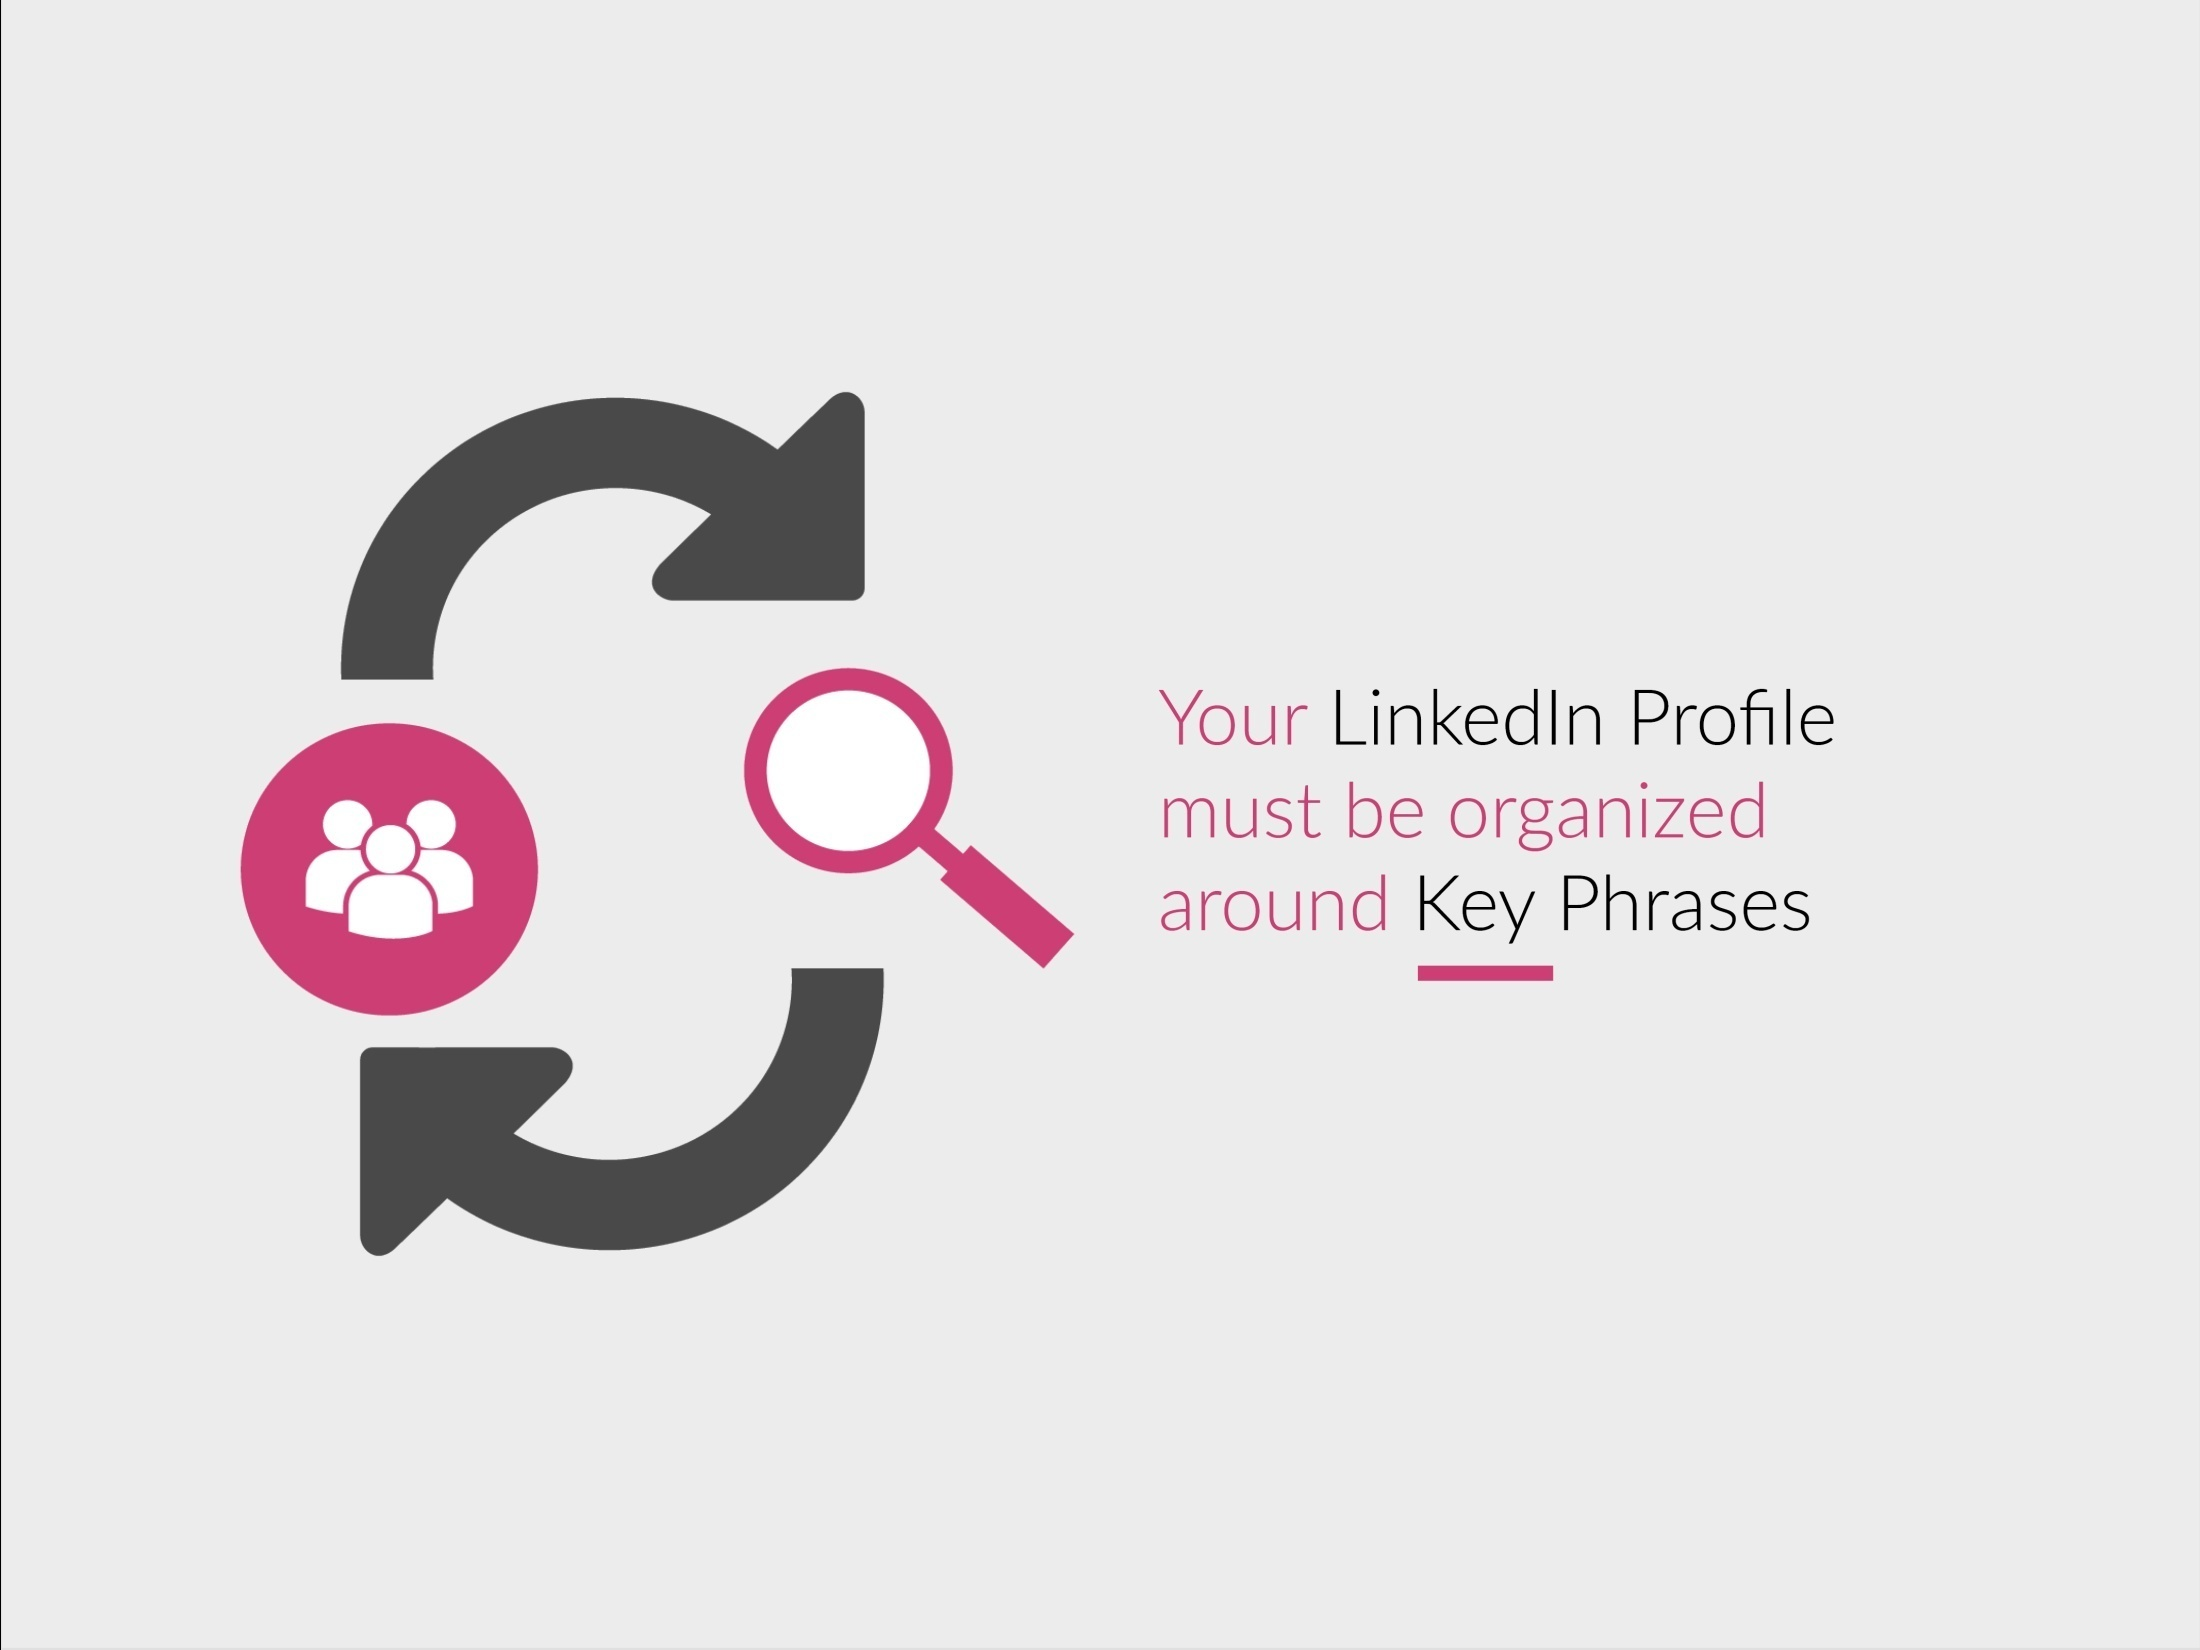 Your LinkedIn Profile
must be organized
around Key Phrases